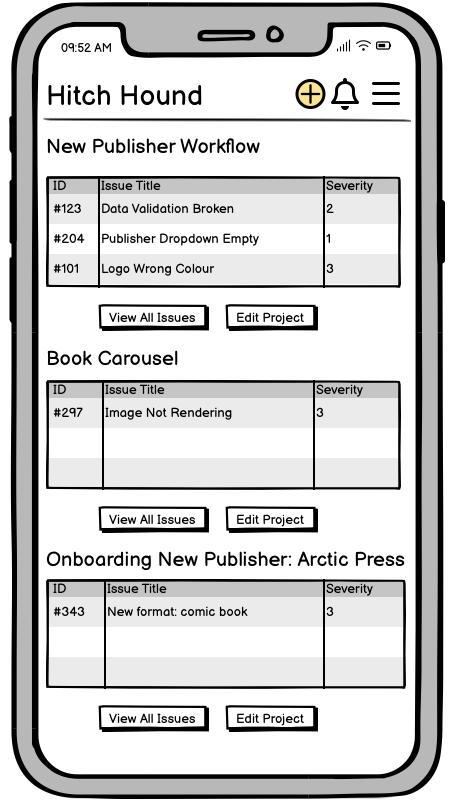 09:52 AM
Hitch Hound
New Publisher Workflow
ID Issue Title Severity
#123 Data Validation Broken 2
#204 Publisher Dropdown Empty 1
#101 Logo Wrong Colour 3
View All Issues Edit Project
Book Carousel
ID Issue Title Severity
#297 Image Not Rendering 3
View All Issues Edit Project
Onboarding New Publisher: Arctic Press
ID Issue Title Severity
#343 New format: comic book 3
View All Issues Edit Project